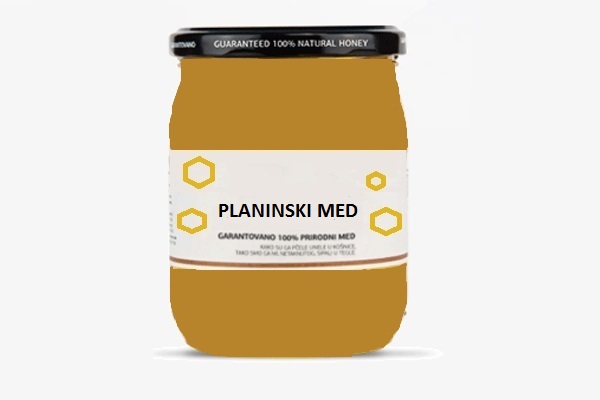 GARANTOVANO GUARANTEED 100% NATURAL HONEY
PLANINSKI MED
GARANTOVANO 100% PRIRODNI MED
KAKO SU GA PČELE UNELE U KOŠNICE,
TAKO SMO GA MI, NETAKNUTOG, SIPALI U TEGLE.